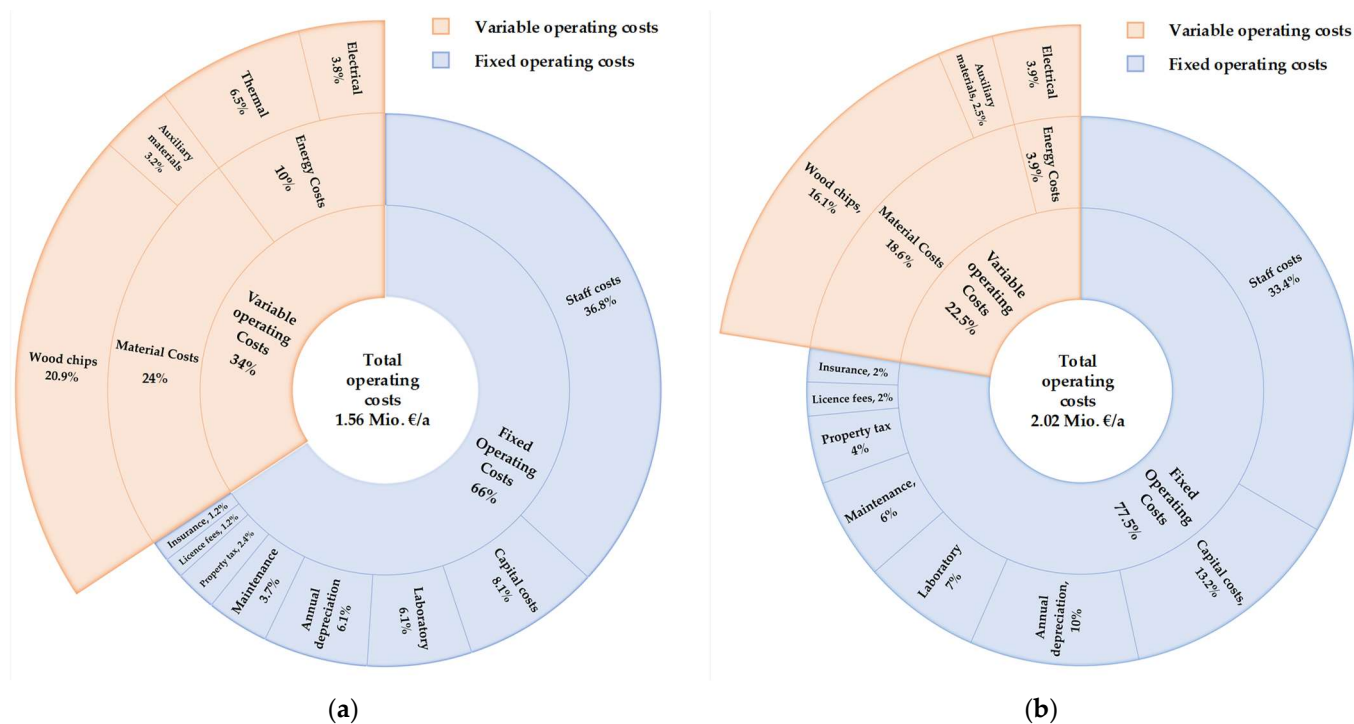 Variable operating costs
Fixed operating costs
Electrical
3.8%
Thermal
6.5%
Auxiliary
materials
3.2%
Energy Costs
10%
Wood chips
20.9%
Material Costs
24%
Variable
operating
Costs
34%
Total
operating
costs
1.56 Mio. €/a
Staff costs
36.8%
Fixed
Operating
Costs
66%
Capital costs
8.1%
Laboratory
6.1%
Annual
depreciation
6.1%
Maintenance
3.7%
Property tax, 2.4%
Licence fees, 1.2%
Insurance, 1.2%
(a)
Variable operating costs
Fixed operating costs
Electrical
3.9%
Auxiliary
materials, 2.5%
Energy Costs
3.9%
Wood chips,
16.1%
Material Costs
18.6%
Variable
operating
Costs
22.5%
Total
operating
costs
2.02 Mio. €/a
Staff costs
33.4%
Fixed
Operating
Costs
77.5%
Capital costs,
13.2%
Annual
depreciation,
10%
Laboratory
7%
Maintenance,
6%
Property tax
4%
Licence fees, 2%
Insurance, 2%
(b)